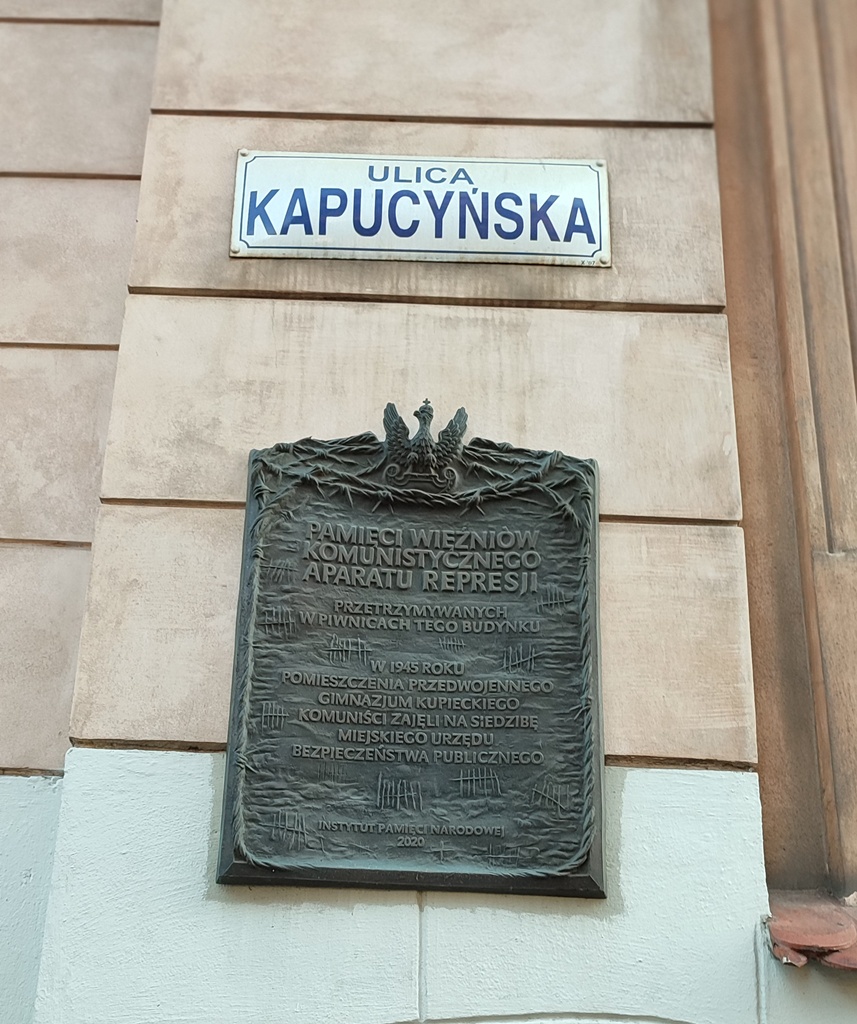 ULICA
KAPUCYŃSKA
PAMIĘCI WIĘŹNIÓW
KOMUNISTYCZNEGO
APARATU REPRESJI
PRZETRZYMYWANYCH
W PIWNICACH TEGO BUDYNKU
W 1945 ROKU
POMIESZCZENIA PRZEDWOJENNEGO
GIMNAZJUM KUPIECKIEGO
KOMUNIŚCI ZAJĘLI NA SIEDZIBĘ
MIEJSKIEGO URZĘDU
BEZPIECZEŃSTWA PUBLICZNEGO
INSTYTUT PAMIĘCI NARODOWEJ
2020